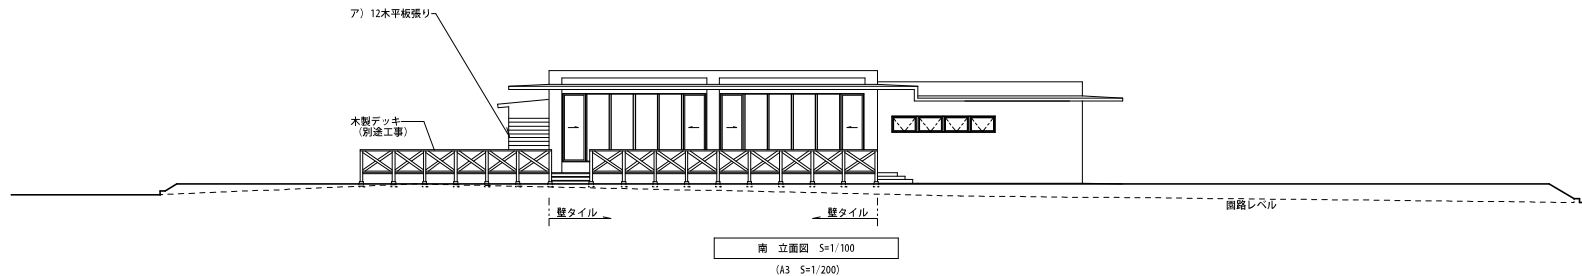 ア) 12木平板張り
木製デッキ
（別途工事）
壁タイル
壁タイル
園路レベル
南　立面図　S=1/100
(A3　S=1/200)